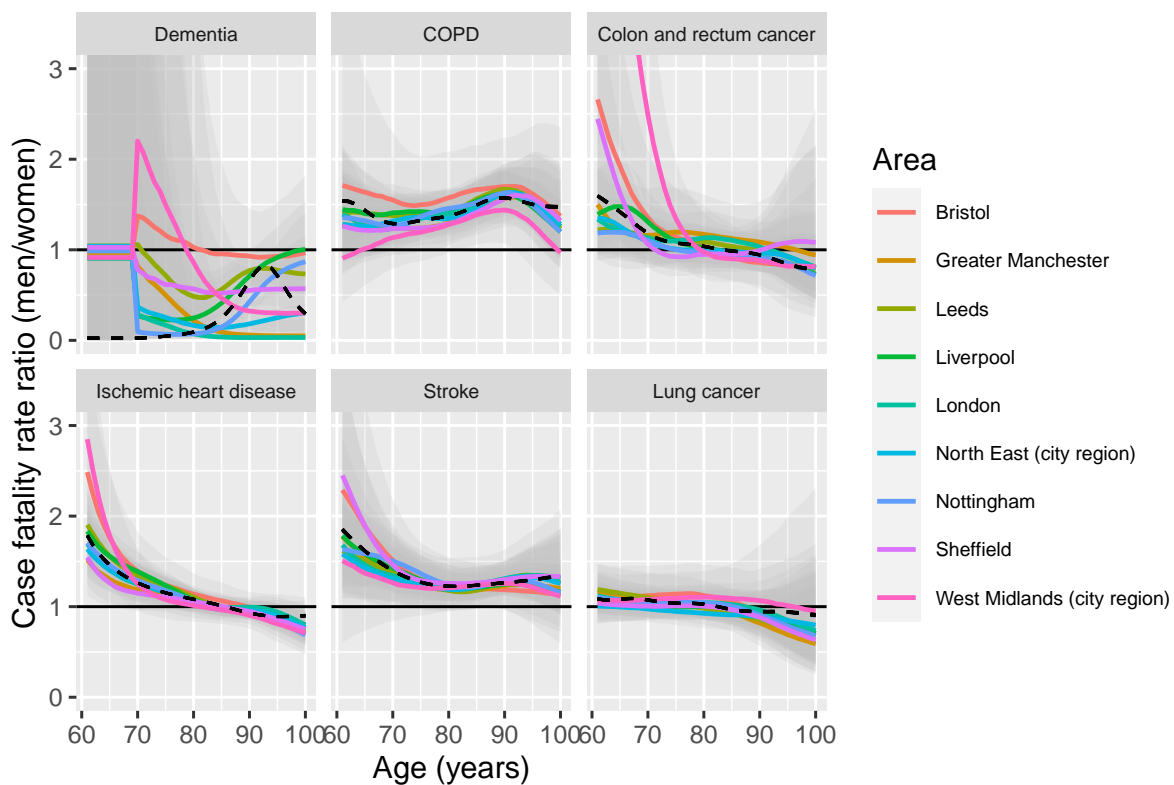 Dementia
COPD
Colon and rectum cancer
3
2
1
0
Ischemic heart disease
Stroke
Lung cancer
3
2
1
0
60 70 80 90 100
60 70 80 90 100
60 70 80 90 100
Age (years)
Case fatality rate ratio (men/women)
Area
Bristol
Greater Manchester
Leeds
Liverpool
London
North East (city region)
Nottingham
Sheffield
West Midlands (city region)